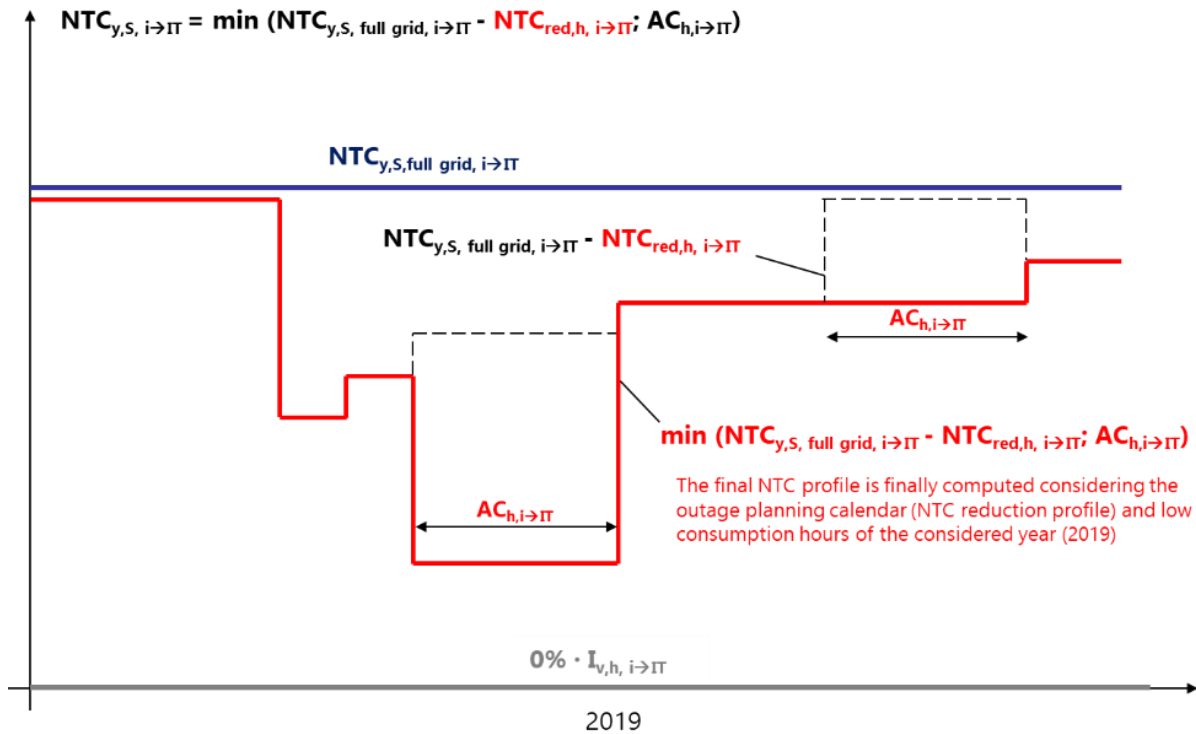 NTCy,S, i→IT = min (NTCy,S, full grid, i→IT - NTCred,h, i→IT; ACh,i→IT)
NTCy,S,full grid, i→IT
NTCy,S, full grid, i→IT - NTCred,h, i→IT
ACh,i→IT
min (NTCy,S, full grid, i→IT - NTCred,h, i→IT; ACh,i→IT)
The final NTC profile is finally computed considering the
outage planning calendar (NTC reduction profile) and low
consumption hours of the considered year (2019)
ACh,i→IT
0% · Iv,h, i→IT
2019